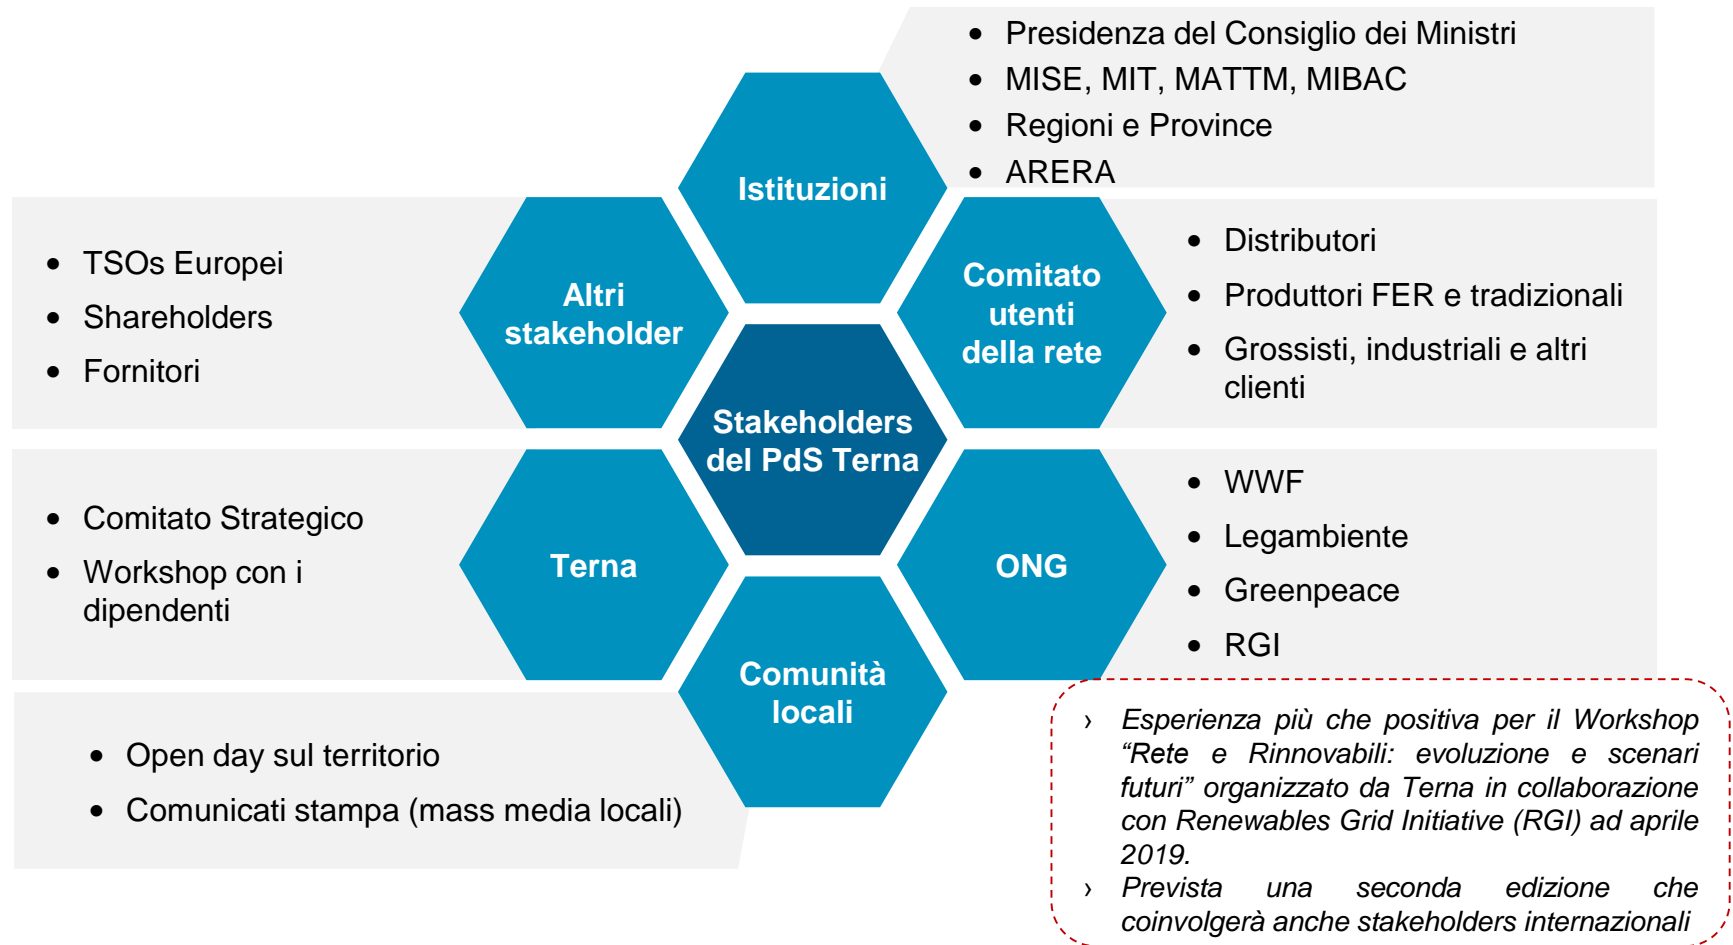 • Presidenza del Consiglio dei Ministri
• MISE, MIT, MATTM, MIBAC
• Regioni e Province
• ARERA
Istituzioni
• TSOs Europei
• Shareholders
• Fornitori
Altri
stakeholder
Comitato
utenti
della rete
• Distributori
• Produttori FER e tradizionali
• Grossisti, industriali e altri
clienti
Stakeholders
del PdS Terna
• Comitato Strategico
• Workshop con i
dipendenti
Terna
ONG
• WWF
• Legambiente
• Greenpeace
• RGI
Comunità
locali
• Open day sul territorio
• Comunicati stampa (mass media locali)
› Esperienza più che positiva per il Workshop
“Rete e Rinnovabili: evoluzione e scenari
futuri” organizzato da Terna in collaborazione
con Renewables Grid Initiative (RGI) ad aprile
2019.
› Prevista una seconda edizione che
coinvolgerà anche stakeholders internazionali